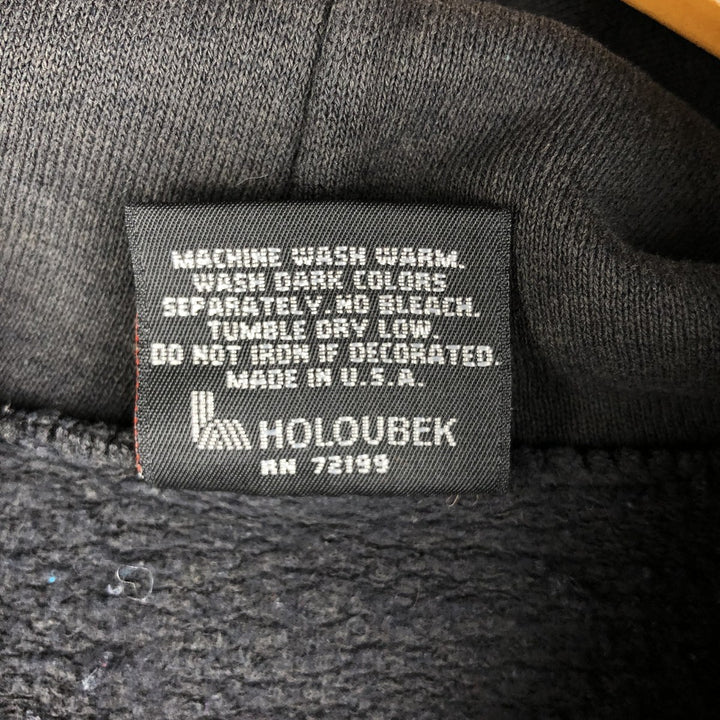 MACHINE WASH WARM.
WASH DARK COLORS
SEPARATELY. NO BLEACH.
TUMBLE DRY LOW.
DO NOT IRON IF DECORATED.
MADE IN U.S.A.
HOLOUBEK
RN 72199